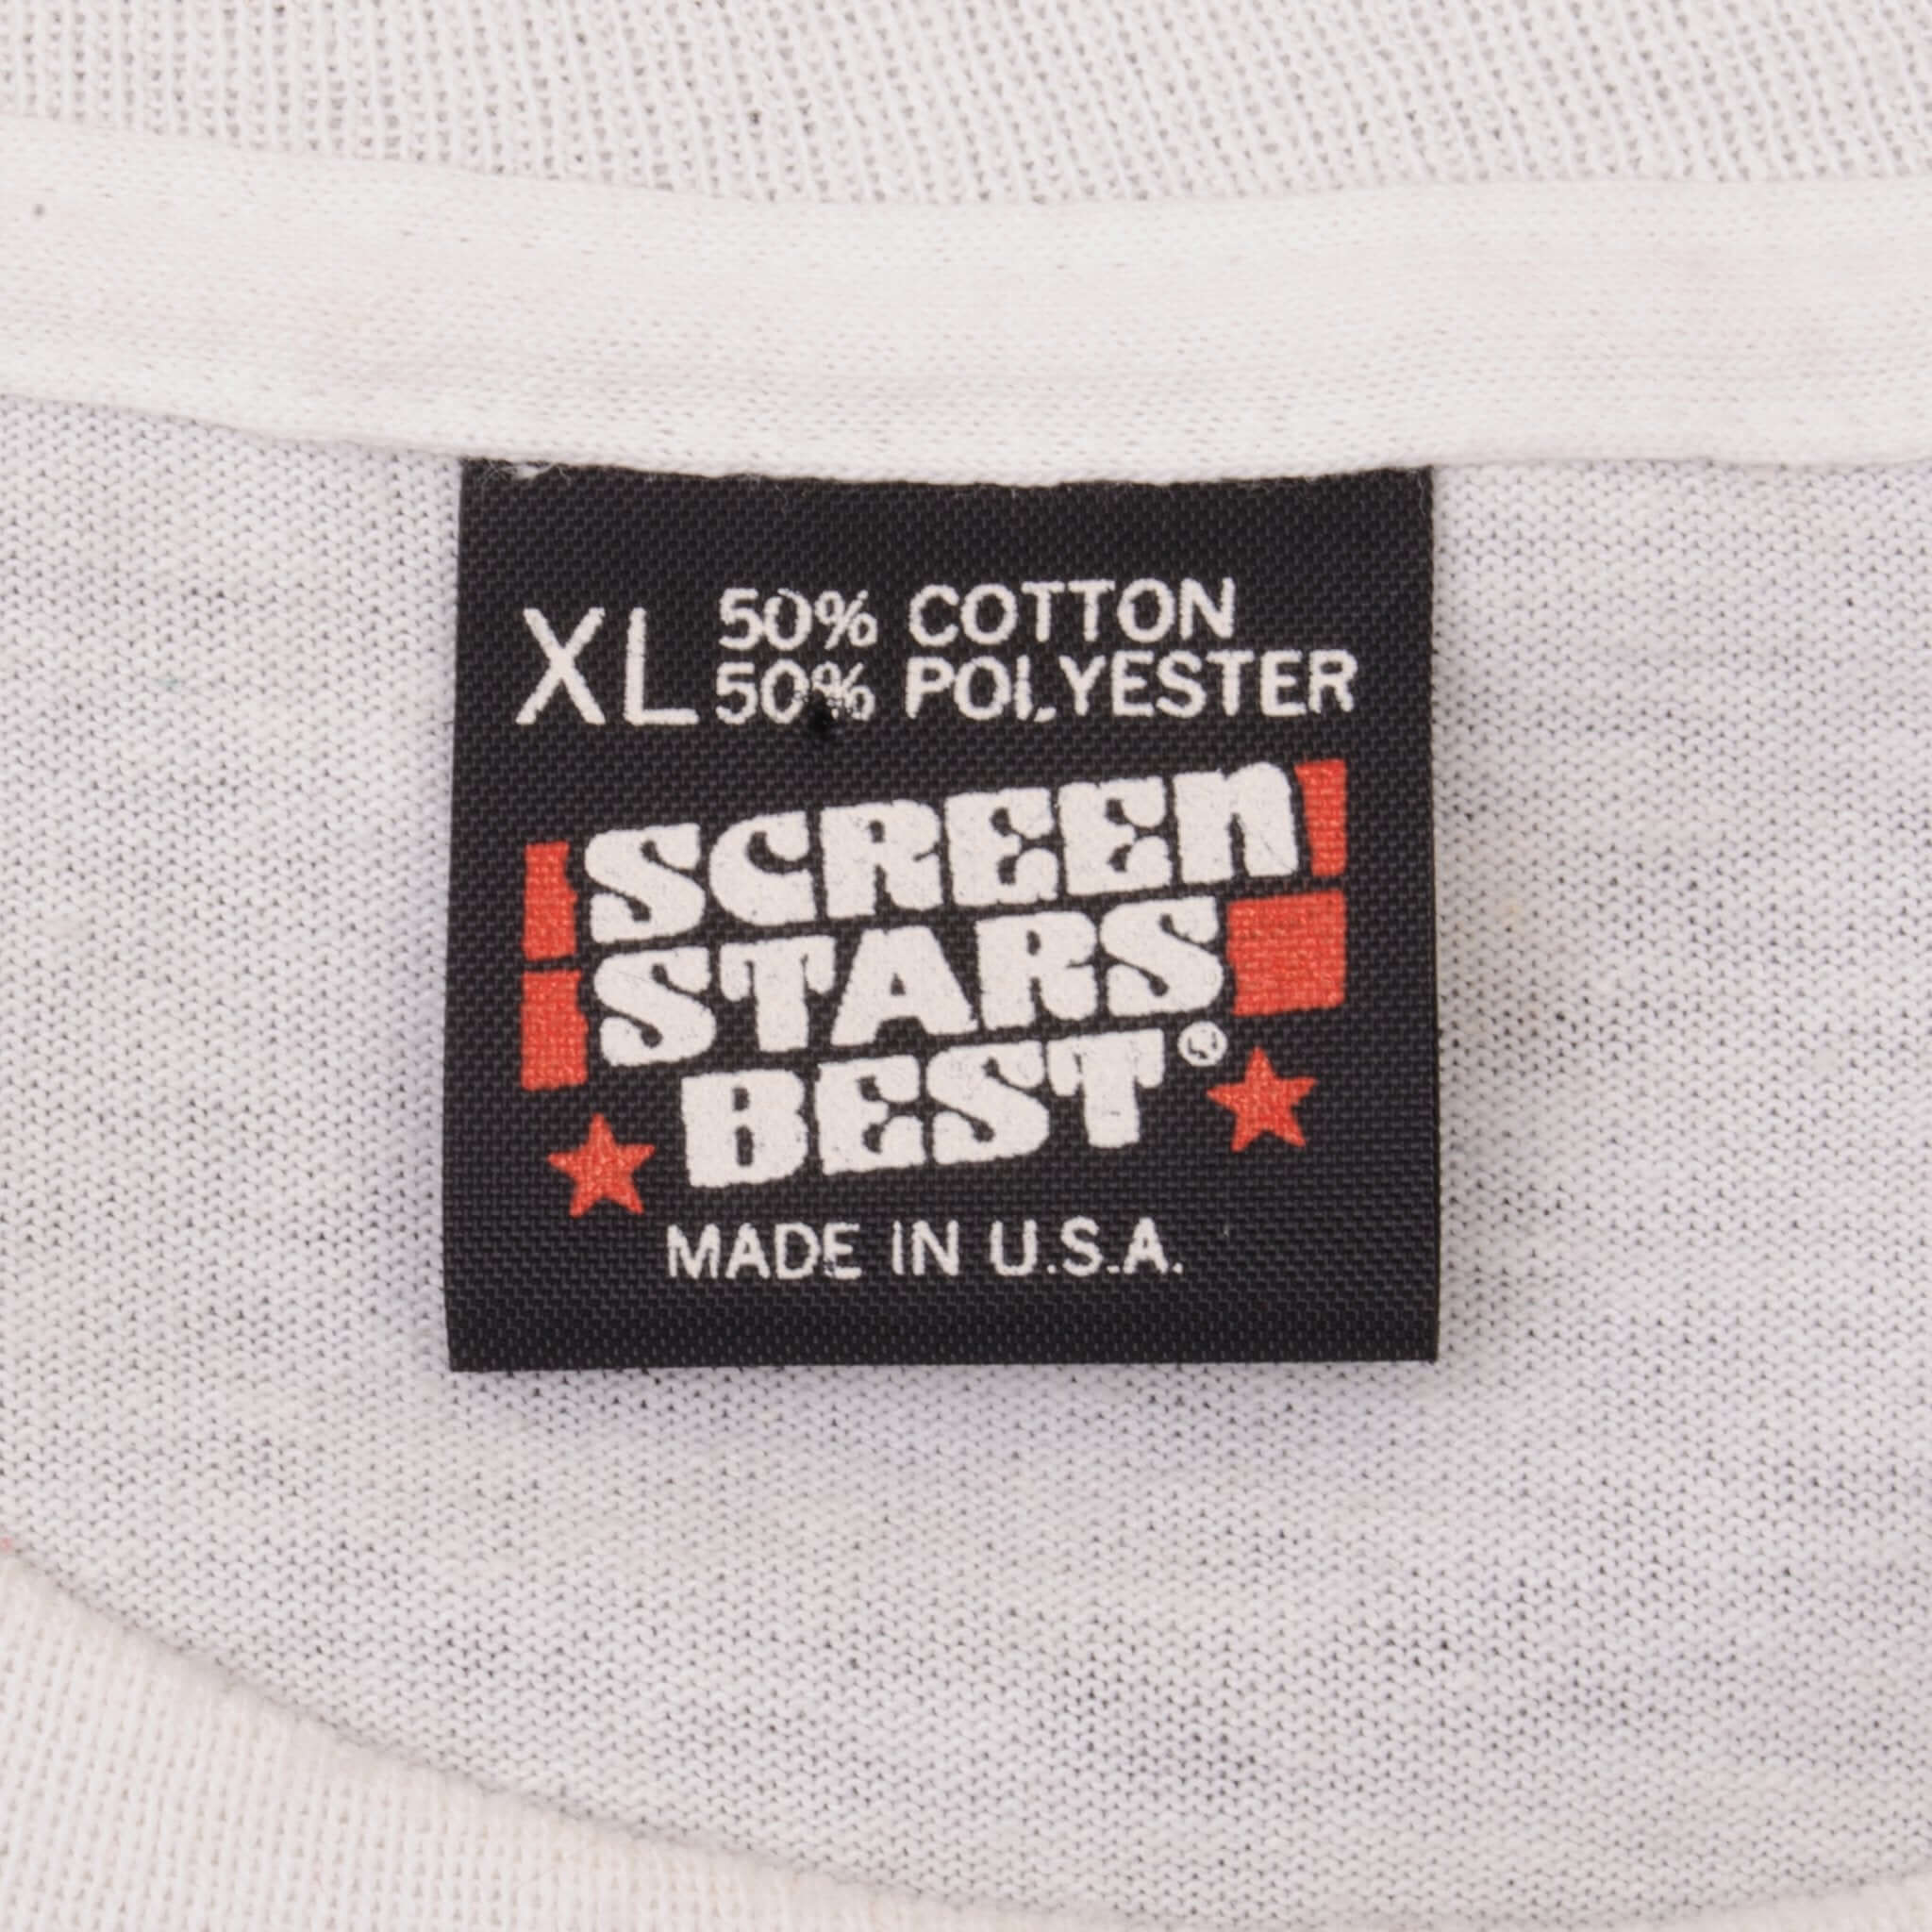 XL 50% COTTON
50% POLYESTER
SCREEn
STARS
BEST®
MADE IN U.S.A.